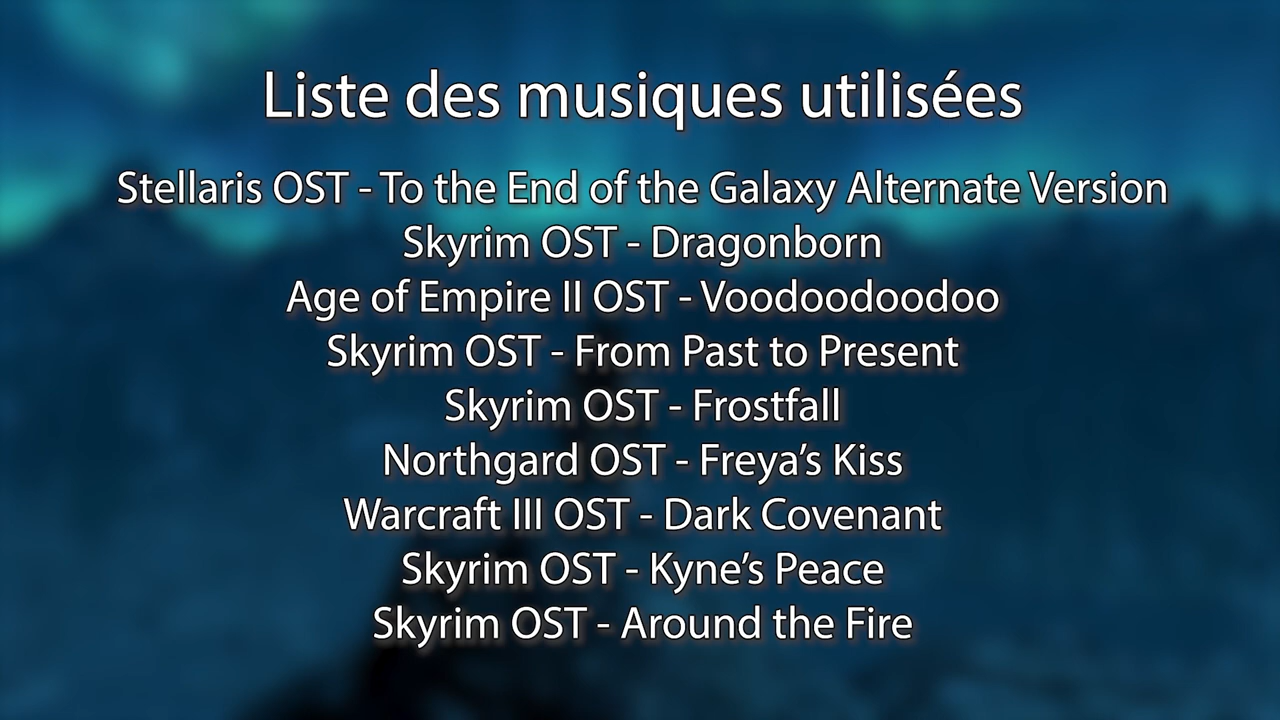 Liste des musiques utilisées
Stellaris OST - To the End of the Galaxy Alternate Version
Skyrim OST - Dragonborn
Age of Empire II OST - Voodoodoodoo
Skyrim OST - From Past to Present
Skyrim OST - Frostfall
Northgard OST - Freya’s Kiss
Warcraft III OST - Dark Covenant
Skyrim OST - Kyne’s Peace
Skyrim OST - Around the Fire